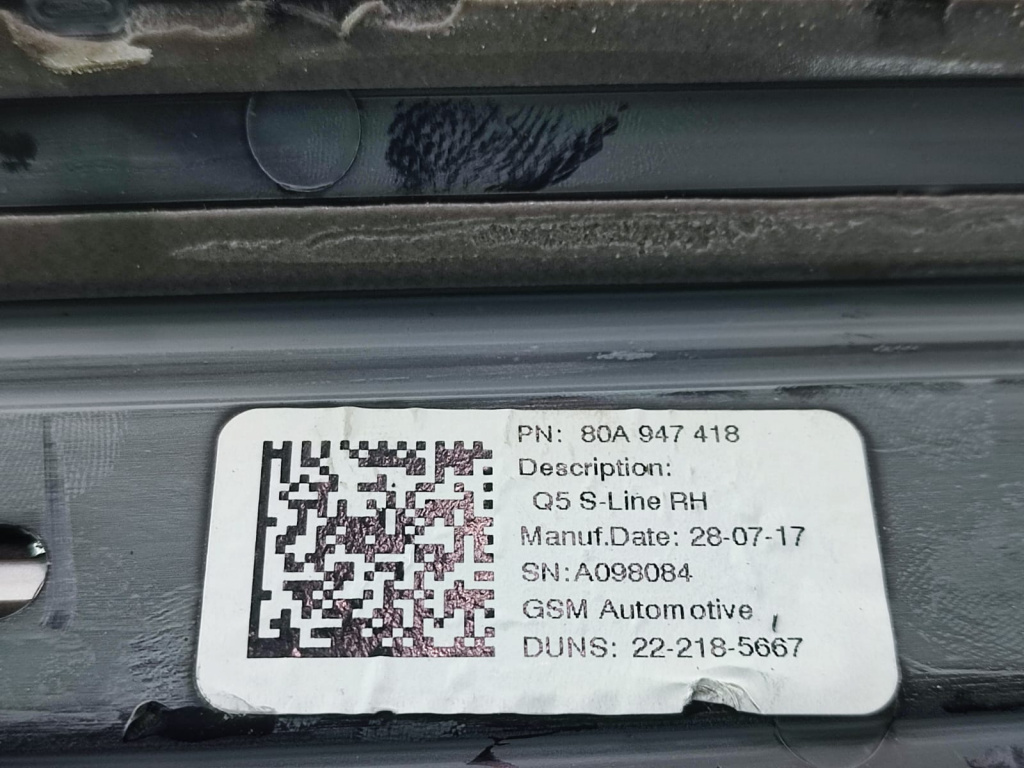 PN: 80A 947 418
Description:
Q5 S-Line RH
Manuf.Date: 28-07-17
SN:A098084
GSM Automotive
DUNS: 22-218-5667